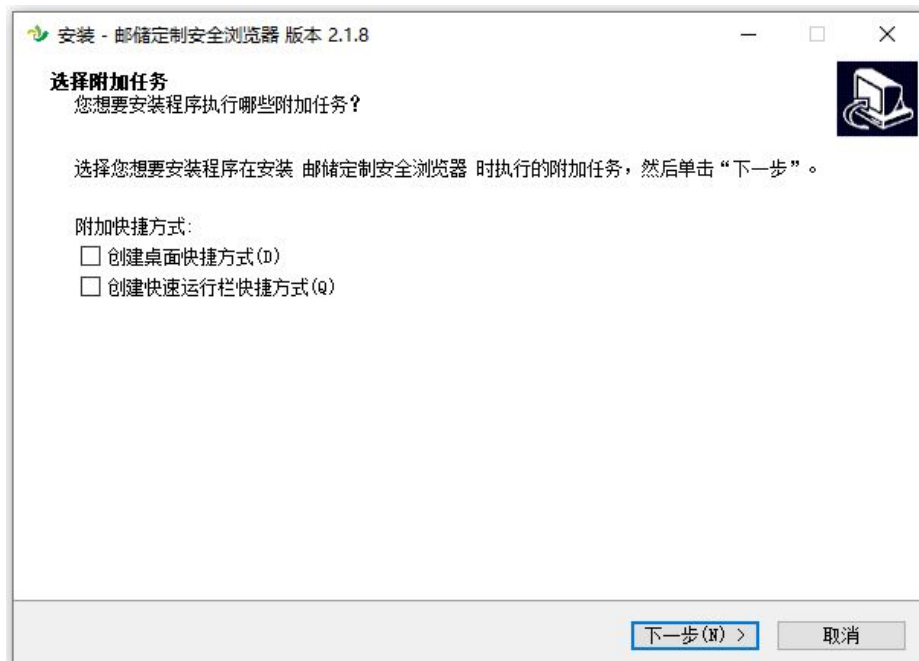 安装 - 邮储定制安全浏览器 版本 2.1.8
选择附加任务
您想要安装程序执行哪些附加任务？
选择您想要安装程序在安装 邮储定制安全浏览器 时执行的附加任务，然后单击“下一步”。
附加快捷方式:
创建桌面快捷方式(D)
创建快速运行栏快捷方式(Q)
下一步(N) >
取消